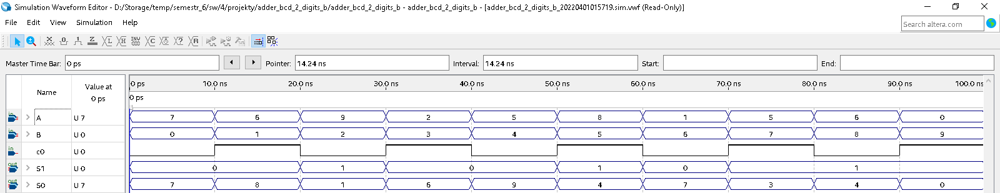 Simulation Waveform Editor - D:/Storage/temp/semestr_6/sw/4/projekty/adder_bcd_2_digits_b/adder_bcd_2_digits_b - adder_bcd_2_digits_b - [adder_bcd_2_digits_b_20220401015719.sim.vwf (Read-Only)]
File Edit View Simulation Help
Search altera.com
Master Time Bar: 0 ps Pointer: 14.24 ns Interval: 14.24 ns Start: End:
Name Value at 0 ps
0 ps 10.0 ns 20.0 ns 30.0 ns 40.0 ns 50.0 ns 60.0 ns 70.0 ns 80.0 ns 90.0 ns 100.0 ns
0 ps
A U 7 7 6 9 2 5 8 1 5 6 0
B U 0 0 1 2 3 4 5 6 7 8 9
c0 U 0
S1 U 0 0 1 0 1 0 1
S0 U 7 7 8 1 6 9 4 7 3 4 0